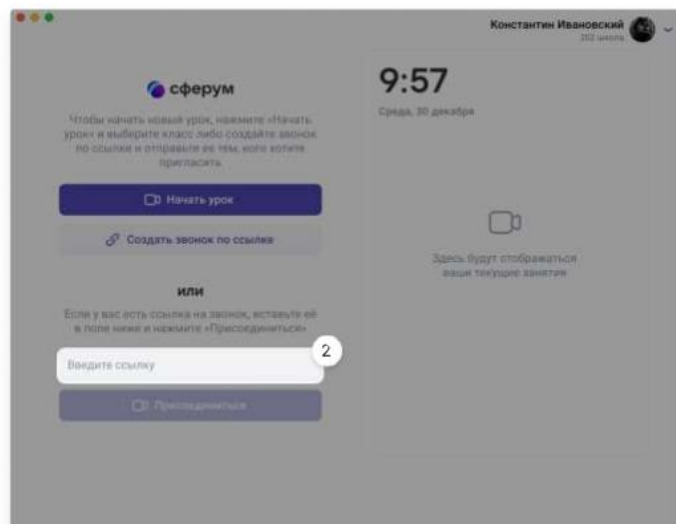 Константин Ивановский
202 школа
сферум
Чтобы начать новый урок, нажмите «Начать
урок» и выберите класс либо создайте звонок
по ссылке и отправьте ее тем, кого хотите
пригласить
Начать урок
Создать звонок по ссылке
или
Если у вас есть ссылка на звонок, вставьте её
в поле ниже и нажмите «Присоединиться»
2
Введите ссылку
Присоединиться
9:57
Среда, 30 декабря
Здесь будут отображаться
ваши текущие занятия